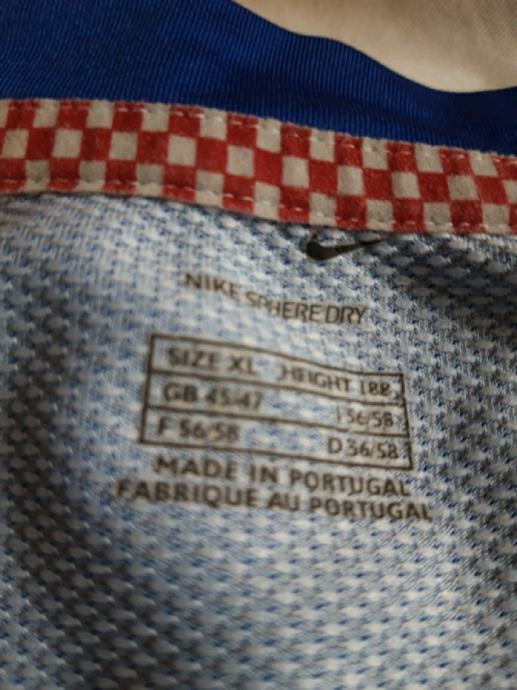 NIKE SPHERE DRY
SIZE XL HEIGHT 188
GB 45/47 I 56/58
F 56/58 D 56/58
MADE IN PORTUGAL
FABRIQUE AU PORTUGAL